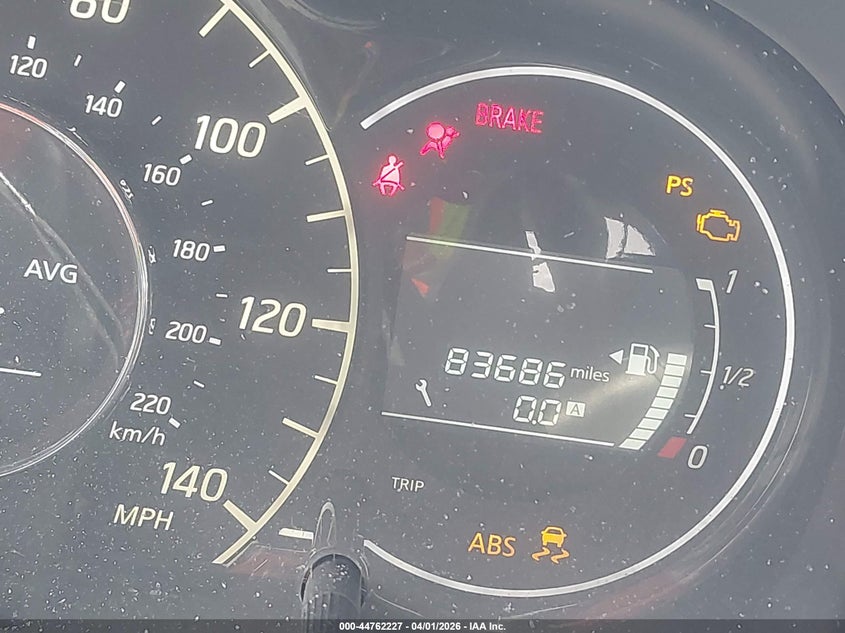 80
120
140
100
160
180
AVG
120
200
220
km/h
140
MPH
BRAKE
PS
1
1/2
0
83686 miles
0.0 A
TRIP
ABS
000-44762227 - 04/01/2026 - IAA Inc.